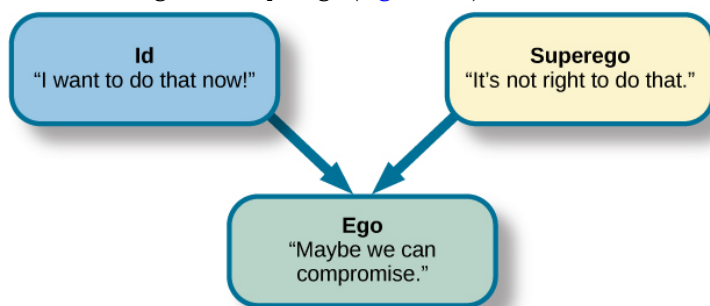 Id
“I want to do that now!”
Superego
“It’s not right to do that.”
Ego
“Maybe we can
compromise.”